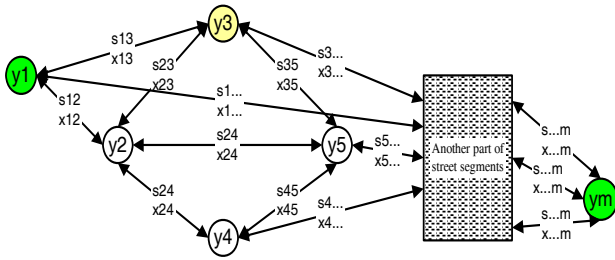 y3
s13
x13
s3...
x3...
y1
s23
x23
s35
x35
s1...
x1...
s12
x12
s...m
x...m
s24
x24
y2
y5
s5...
x5...
Another part of
street segments
s...m
x...m
ym
s24
x24
s45
x45
s4...
x4...
s...m
x...m
y4